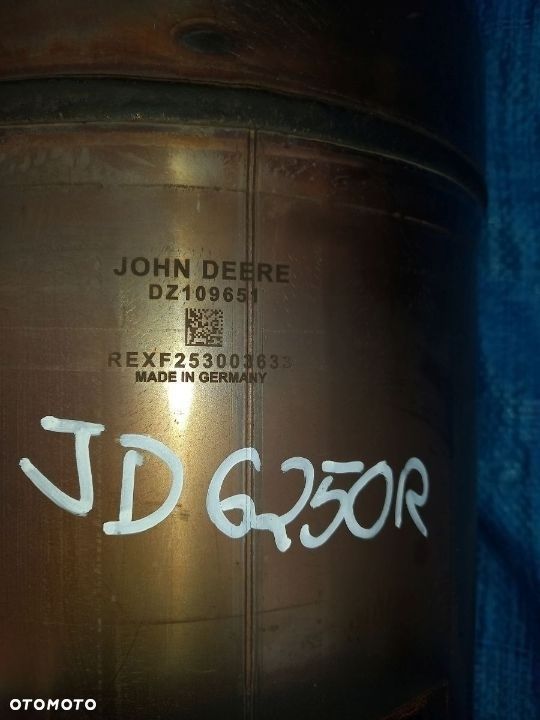 JOHN DEERE
DZ109651
REXF253003633
MADE IN GERMANY
JD 6250R
OTOMOTO